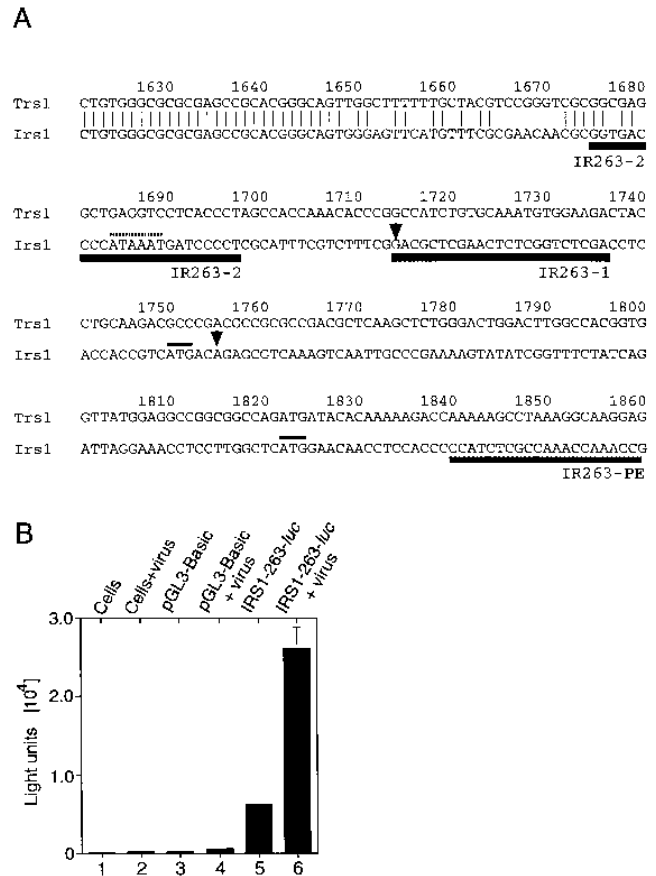 A
1630 1640 1650 1660 1670 1680
Trs1 CTGTGGGCGCGCGAGCCGCACGGGCAGTTGGCTTTTTTGCTACGTCCGGGTCGCGGCGAG
Irs1 CTGTGGGCGCGCGAGCCGCACGGGCAGTGGGAGTTCATGTTTCGCGAACAACGCGGTGAC
IR263-2
1690 1700 1710 1720 1730 1740
Trs1 GCTGAGGTCCTCACCCTAGCCACCAAACACCCGGCCATCTGTGCAAATGTGGAAGACTAC
Irs1 CCCATAAATGATCCCCTCGCATTTCGTCTTTCGGACGCTCGAACTCTCGGTCTCGACCTC
IR263-2 IR263-1
1750 1760 1770 1780 1790 1800
Trs1 CTGCAAGACGCCCGACGCCGCGCCGACGCTCAAGCTCTGGGACTGGACTTGGCCACGGTG
Irs1 ACCACCGTCATGACAGAGCGTCAAAGTCAATTGCCCGAAAAGTATATCGGTTTCTATCAG
1810 1820 1830 1840 1850 1860
Trs1 GTTATGGAGGCCGGCGGCCAGATGATACACAAAAAGACCAAAAAGCCTAAAGGCAAGGAG
Irs1 ATTAGGAAACCTCCTTGGCTCATGGAACAACCTCCACCCCCATCTCGCCAAACCAAACCG
IR263-PE
B
Cells
Cells+virus
pGL3-Basic
pGL3-Basic
+ virus
IRS1-263-luc
IRS1-263-luc
+ virus
Light units [10⁴]
3.0
2.0
1.0
0
1 2 3 4 5 6